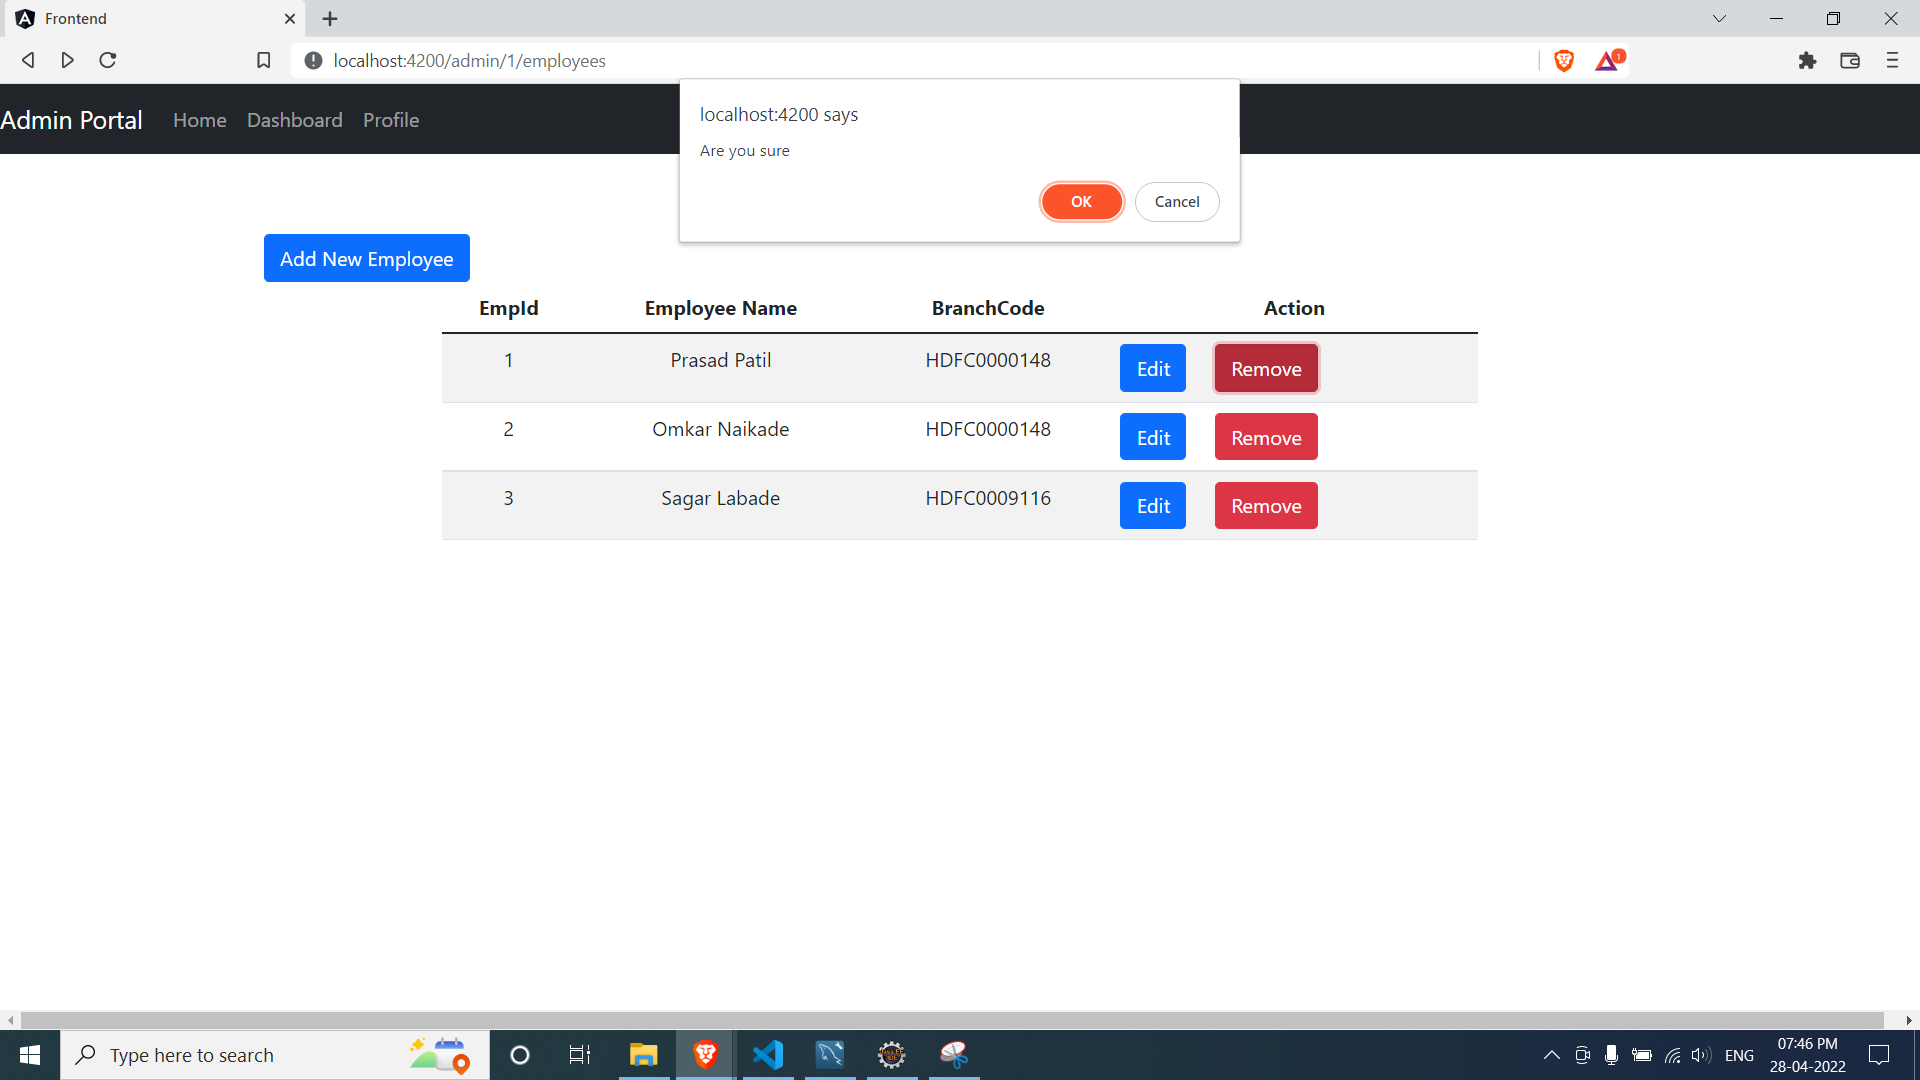 Frontend
localhost:4200/admin/1/employees
1
Admin Portal Home Dashboard Profile
localhost:4200 says
Are you sure
OK Cancel
Add New Employee
EmpId Employee Name BranchCode Action
1 Prasad Patil HDFC0000148 Edit Remove
2 Omkar Naikade HDFC0000148 Edit Remove
3 Sagar Labade HDFC0009116 Edit Remove
Type here to search
ENG
07:46 PM
28-04-2022